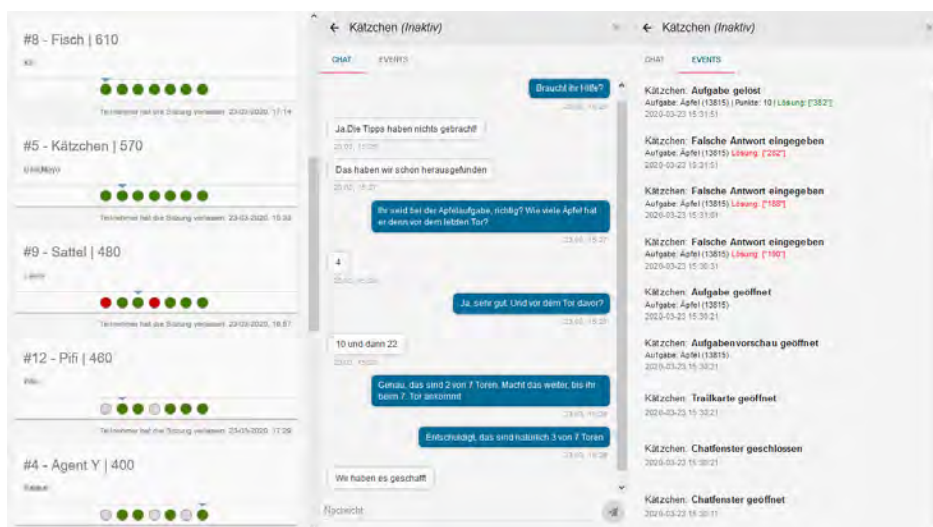 #8 - Fisch | 610
Teilnehmer hat die Sitzung verlassen. 23-03-2020, 17:14
#5 - Kätzchen | 570
Teilnehmer hat die Sitzung verlassen. 23-03-2020,
#9 - Sattel | 480
Teilnehmer hat die Sitzung verlassen. 23-03-2020, 16:57
#12 - Pifi | 460
Teilnehmer hat die Sitzung verlassen. 23-03-2020, 17:29
#4 - Agent Y | 400
← Kätzchen (Inaktiv)
CHAT EVENTS
Braucht ihr Hilfe?
Ja.Die Tipps haben nichts gebracht!
Das haben wir schon herausgefunden
23.03, 15:27
Ihr seid bei der Apfelaufgabe, richtig? Wie viele Äpfel hat
er denn vor dem letzten Tor?
23.03, 15:27
4
Ja, sehr gut. Und vor dem Tor davor?
10 und dann 22
Genau, das sind 2 von 7 Toren. Macht das weiter, bis ihr
beim 7. Tor ankommt
Entschuldigt, das sind natürlich 3 von 7 Toren
Wir haben es geschafft
Nachricht
← Kätzchen (Inaktiv)
CHAT EVENTS
Kätzchen: Aufgabe gelöst
Aufgabe: Äpfel (13815) | Punkte: 10 | Lösung: ["382"]
2020-03-23 15:31:51
Kätzchen: Falsche Antwort eingegeben
Aufgabe: Äpfel (13815) Lösung:
2020-03-23 15:31:51
Kätzchen: Falsche Antwort eingegeben
Aufgabe: Äpfel (13815) Lösung:
2020-03-23 15:31:01
Kätzchen: Falsche Antwort eingegeben
Aufgabe: Äpfel (13815) Lösung: ["190"]
2020-03-23 15:30:31
Kätzchen: Aufgabe geöffnet
Aufgabe: Äpfel (13815)
2020-03-23 15:30:21
Kätzchen: Aufgabenvorschau geöffnet
Aufgabe: Äpfel (13815)
2020-03-23 15:30:21
Kätzchen: Trailkarte geöffnet
2020-03-23 15:30:21
Kätzchen: Chatfenster geschlossen
2020-03-23 15:30:21
Kätzchen: Chatfenster geöffnet
2020-03-23 15:30:21